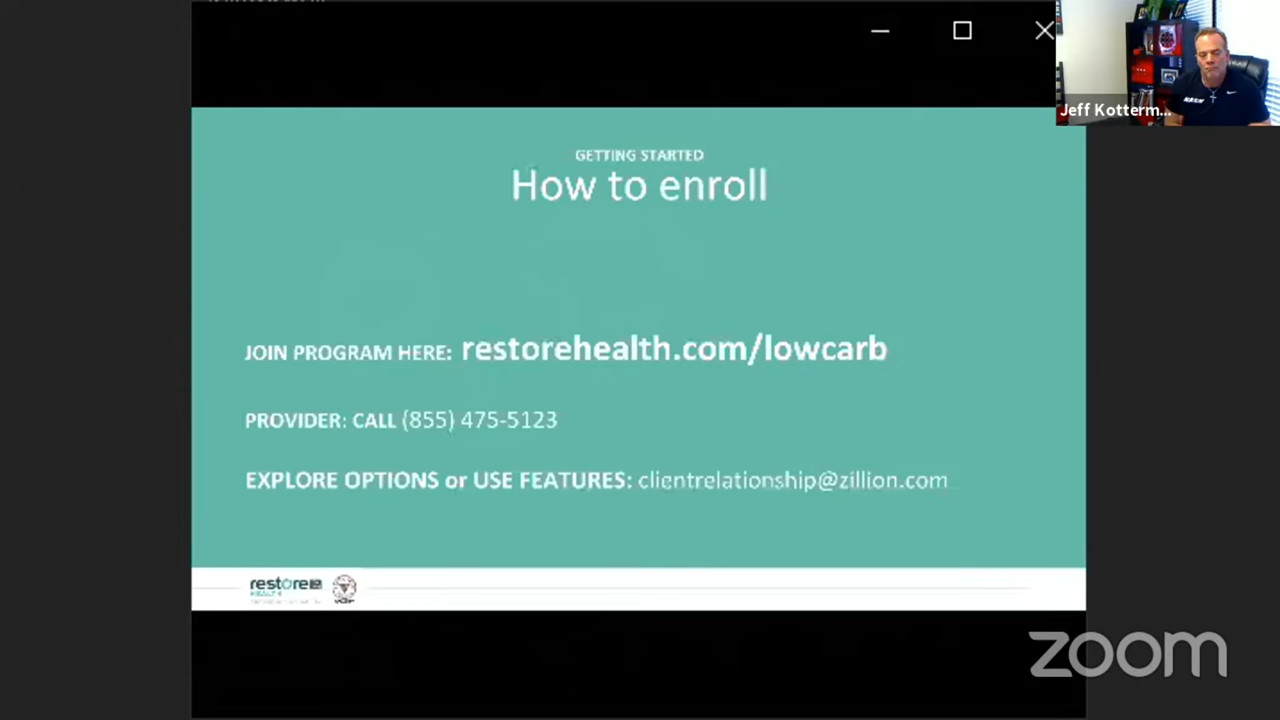 Jeff Kotterm...
GETTING STARTED
How to enroll
JOIN PROGRAM HERE: restorehealth.com/lowcarb
PROVIDER: CALL (855) 475-5123
EXPLORE OPTIONS or USE FEATURES: clientrelationship@zillion.com
restore
HEALTH
zoom